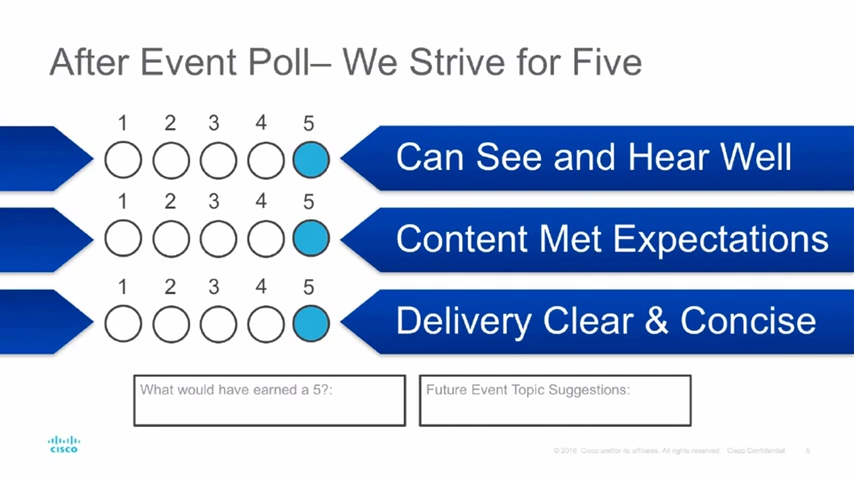 After Event Poll– We Strive for Five
1 2 3 4 5
Can See and Hear Well
1 2 3 4 5
Content Met Expectations
1 2 3 4 5
Delivery Clear & Concise
What would have earned a 5?:
Future Event Topic Suggestions:
CISCO
© 2016 Cisco and/or its affiliates. All rights reserved. Cisco Confidential 5